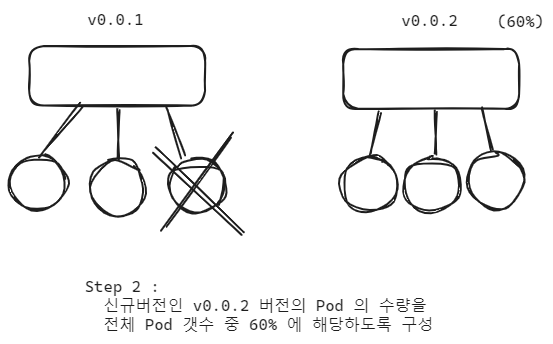 v0.0.1
v0.0.2 (60%)
Step 2 :
신규버전인 v0.0.2 버전의 Pod 의 수량을
전체 Pod 갯수 중 60% 에 해당하도록 구성